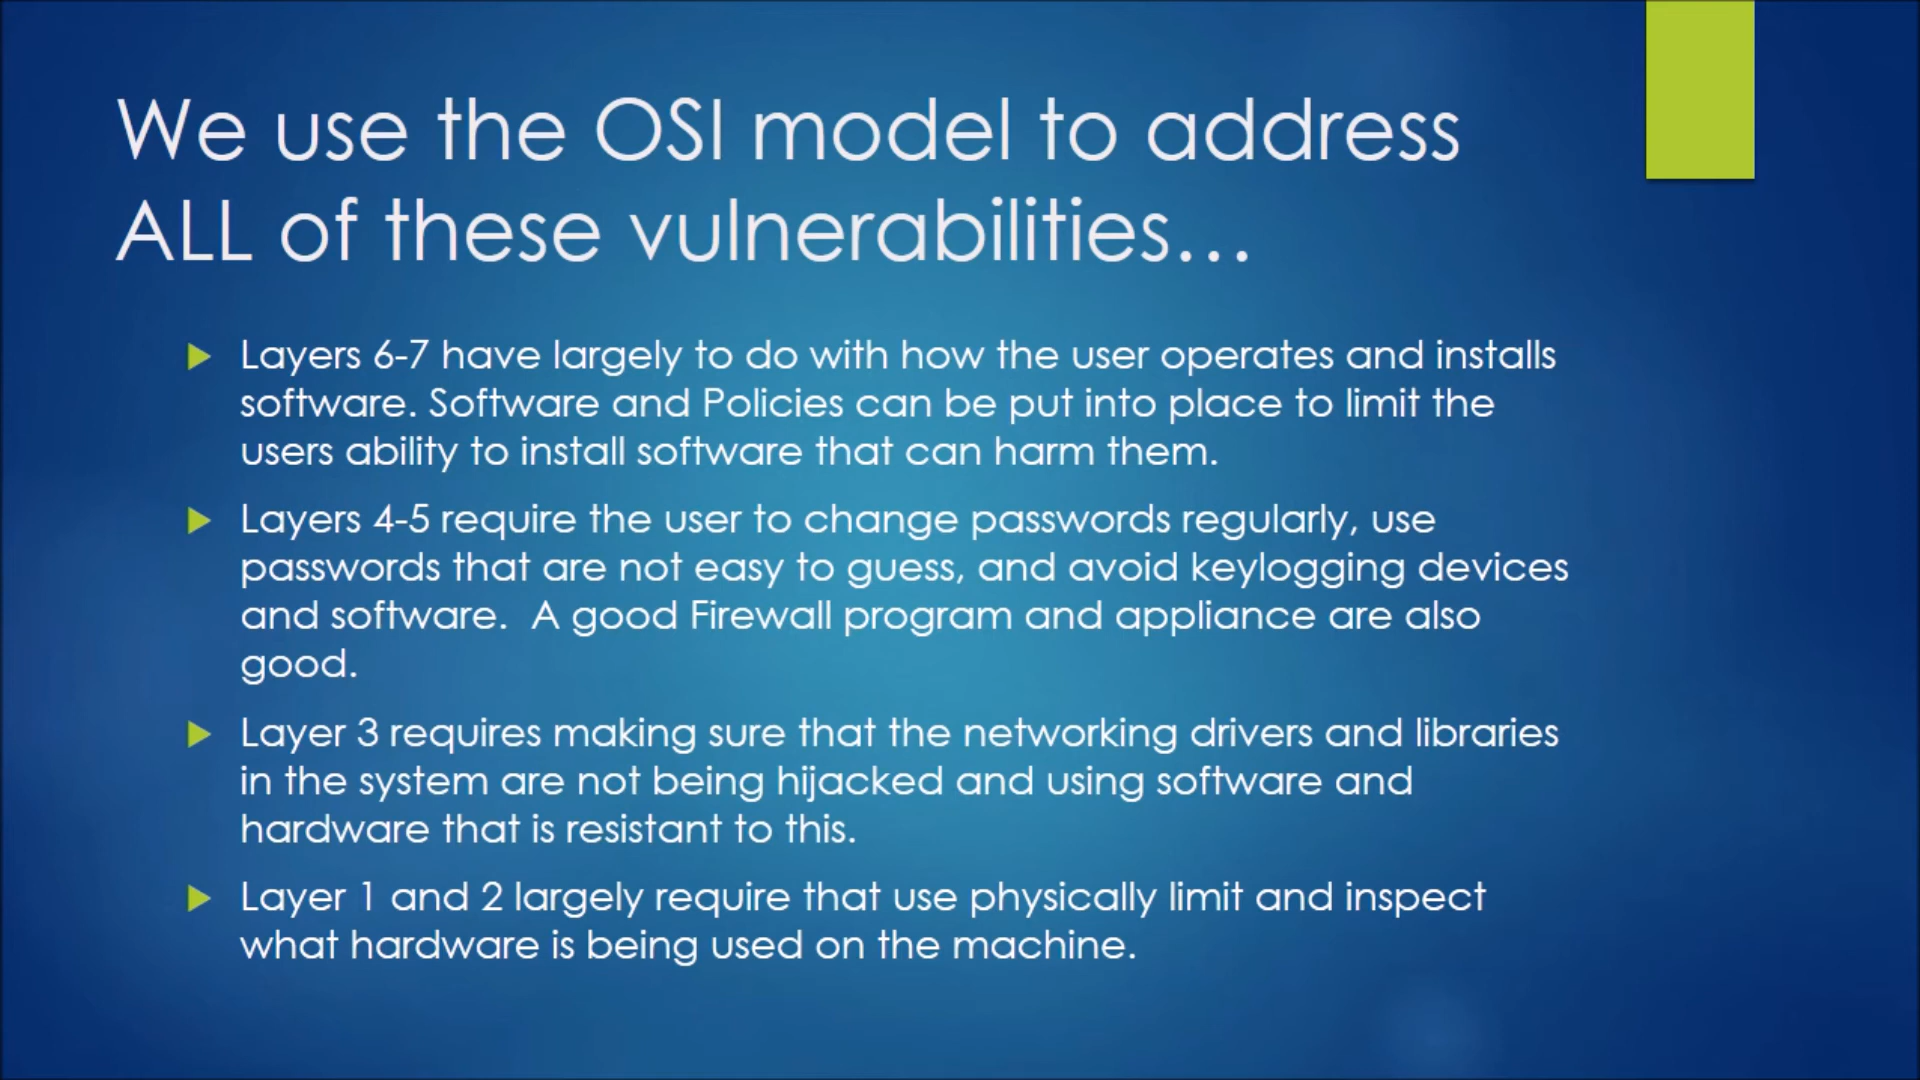 We use the OSI model to address
ALL of these vulnerabilities...
Layers 6-7 have largely to do with how the user operates and installs
software. Software and Policies can be put into place to limit the
users ability to install software that can harm them.
Layers 4-5 require the user to change passwords regularly, use
passwords that are not easy to guess, and avoid keylogging devices
and software.  A good Firewall program and appliance are also
good.
Layer 3 requires making sure that the networking drivers and libraries
in the system are not being hijacked and using software and
hardware that is resistant to this.
Layer 1 and 2 largely require that use physically limit and inspect
what hardware is being used on the machine.